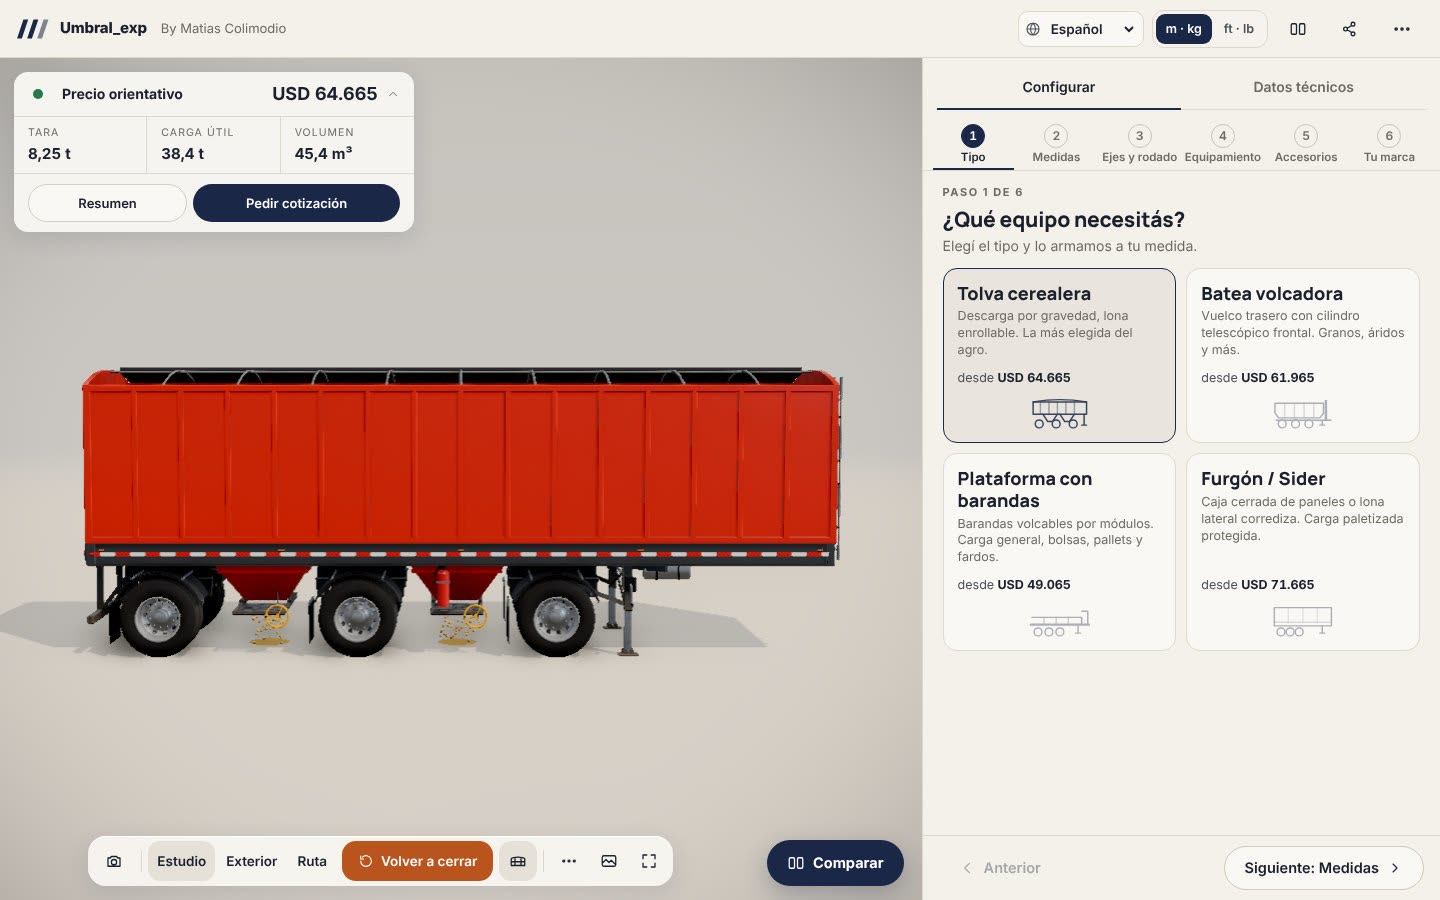 Umbral_exp By Matias Colimodio
Español
m · kg
ft · lb
Precio orientativo USD 64.665
TARA
8,25 t
CARGA ÚTIL
38,4 t
VOLUMEN
45,4 m³
Resumen
Pedir cotización
Estudio
Exterior
Ruta
Volver a cerrar
Comparar
Configurar
Datos técnicos
1
Tipo
2
Medidas
3
Ejes y rodado
4
Equipamiento
5
Accesorios
6
Tu marca
PASO 1 DE 6
¿Qué equipo necesitás?
Elegí el tipo y lo armamos a tu medida.
Tolva cerealera
Descarga por gravedad, lona
enrollable. La más elegida del
agro.
desde USD 64.665
Batea volcadora
Vuelco trasero con cilindro
telescópico frontal. Granos, áridos
y más.
desde USD 61.965
Plataforma con
barandas
Barandas volcables por módulos.
Carga general, bolsas, pallets y
fardos.
desde USD 49.065
Furgón / Sider
Caja cerrada de paneles o lona
lateral corrediza. Carga paletizada
protegida.
desde USD 71.665
Anterior
Siguiente: Medidas